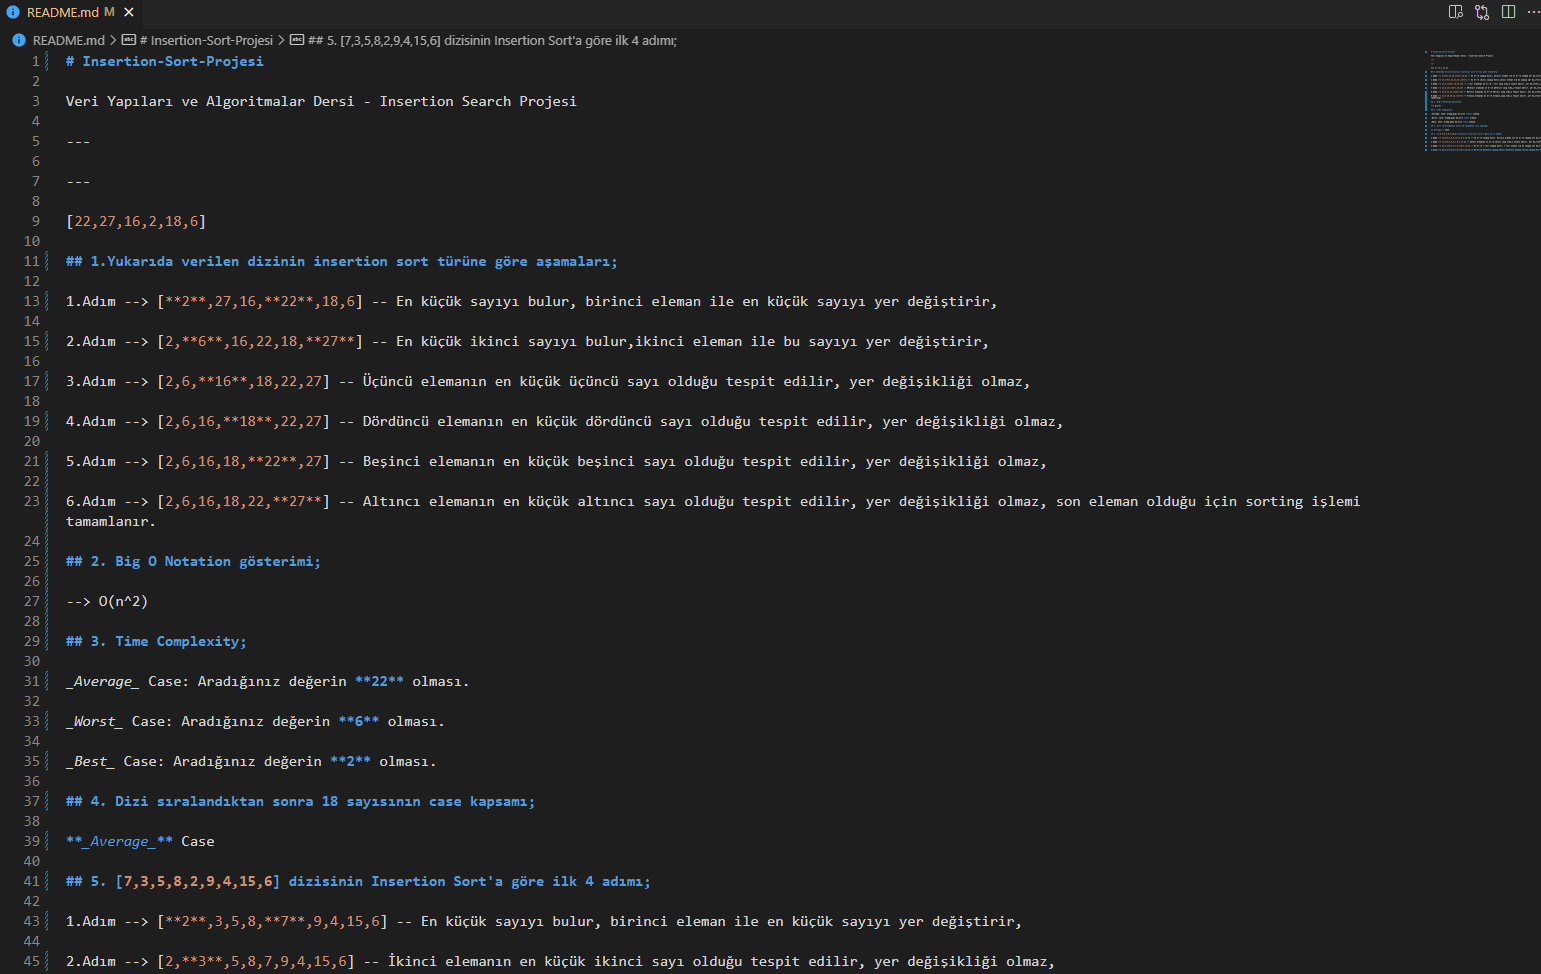 README.md M
README.md > # Insertion-Sort-Projesi > ## 5. [7,3,5,8,2,9,4,15,6] dizisinin Insertion Sort'a göre ilk 4 adımı;
1 # Insertion-Sort-Projesi
2
3 Veri Yapıları ve Algoritmalar Dersi - Insertion Search Projesi
4
5 ---
6
7 ---
8
9 [22,27,16,2,18,6]
10
11 ## 1.Yukarıda verilen dizinin insertion sort türüne göre aşamaları;
12
13 1.Adım --> [**2**,27,16,**22**,18,6] -- En küçük sayıyı bulur, birinci eleman ile en küçük sayıyı yer değiştirir,
14
15 2.Adım --> [2,**6**,16,22,18,**27**] -- En küçük ikinci sayıyı bulur,ikinci eleman ile bu sayıyı yer değiştirir,
16
17 3.Adım --> [2,6,**16**,18,22,27] -- Üçüncü elemanın en küçük üçüncü sayı olduğu tespit edilir, yer değişikliği olmaz,
18
19 4.Adım --> [2,6,16,**18**,22,27] -- Dördüncü elemanın en küçük dördüncü sayı olduğu tespit edilir, yer değişikliği olmaz,
20
21 5.Adım --> [2,6,16,18,**22**,27] -- Beşinci elemanın en küçük beşinci sayı olduğu tespit edilir, yer değişikliği olmaz,
22
23 6.Adım --> [2,6,16,18,22,**27**] -- Altıncı elemanın en küçük altıncı sayı olduğu tespit edilir, yer değişikliği olmaz, son eleman olduğu için sorting işlemi
tamamlanır.
24
25 ## 2. Big O Notation gösterimi;
26
27 --> O(n^2)
28
29 ## 3. Time Complexity;
30
31 _Average_ Case: Aradığınız değerin **22** olması.
32
33 _Worst_ Case: Aradığınız değerin **6** olması.
34
35 _Best_ Case: Aradığınız değerin **2** olması.
36
37 ## 4. Dizi sıralandıktan sonra 18 sayısının case kapsamı;
38
39 **_Average_** Case
40
41 ## 5. [7,3,5,8,2,9,4,15,6] dizisinin Insertion Sort'a göre ilk 4 adımı;
42
43 1.Adım --> [**2**,3,5,8,**7**,9,4,15,6] -- En küçük sayıyı bulur, birinci eleman ile en küçük sayıyı yer değiştirir,
44
45 2.Adım --> [2,**3**,5,8,7,9,4,15,6] -- İkinci elemanın en küçük ikinci sayı olduğu tespit edilir, yer değişikliği olmaz,